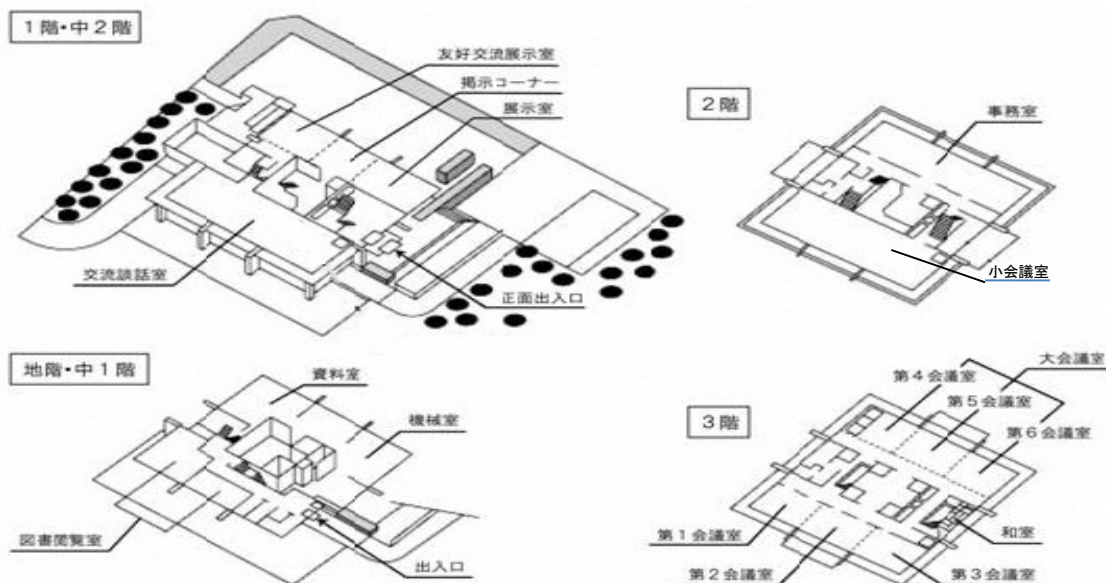 1階・中2階
友好交流展示室
掲示コーナー
展示室
交流談話室
正面出入口
2階
事務室
小会議室
地階・中1階
資料室
機械室
図書閲覧室
出入口
3階
大会議室
第4会議室
第5会議室
第6会議室
第1会議室
和室
第2会議室
第3会議室